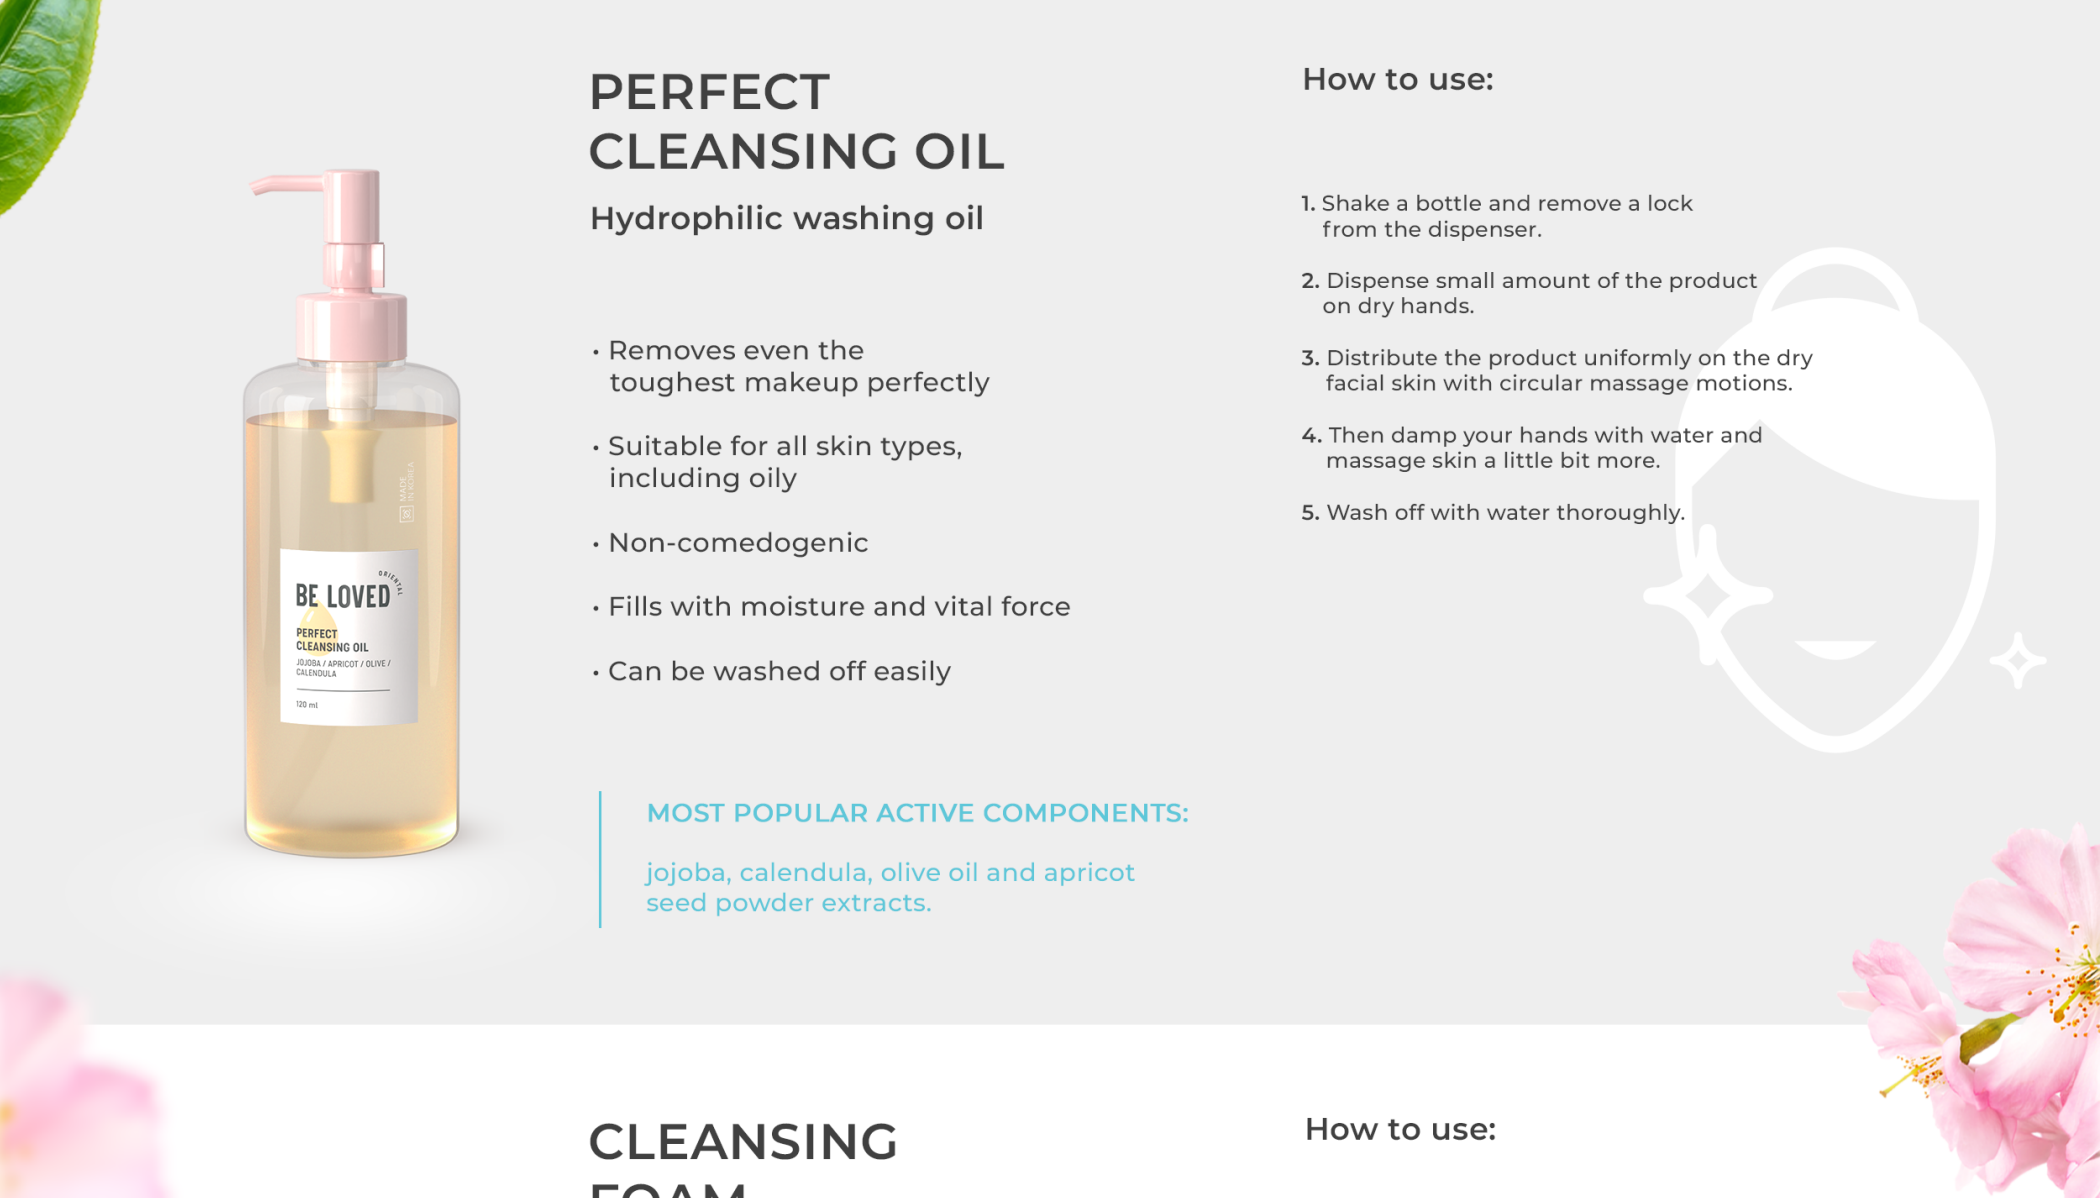 PERFECT
CLEANSING OIL
Hydrophilic washing oil
• Removes even the
toughest makeup perfectly
• Suitable for all skin types,
including oily
• Non-comedogenic
• Fills with moisture and vital force
• Can be washed off easily
MOST POPULAR ACTIVE COMPONENTS:
jojoba, calendula, olive oil and apricot
seed powder extracts.
How to use:
1. Shake a bottle and remove a lock
from the dispenser.
2. Dispense small amount of the product
on dry hands.
3. Distribute the product uniformly on the dry
facial skin with circular massage motions.
4. Then damp your hands with water and
massage skin a little bit more.
5. Wash off with water thoroughly.
MADE
IN KOREA
BE LOVED
ORIENTAL
PERFECT
CLEANSING OIL
JOJOBA / APRICOT / OLIVE /
CALENDULA
120 ml
CLEANSING
FOAM
How to use: